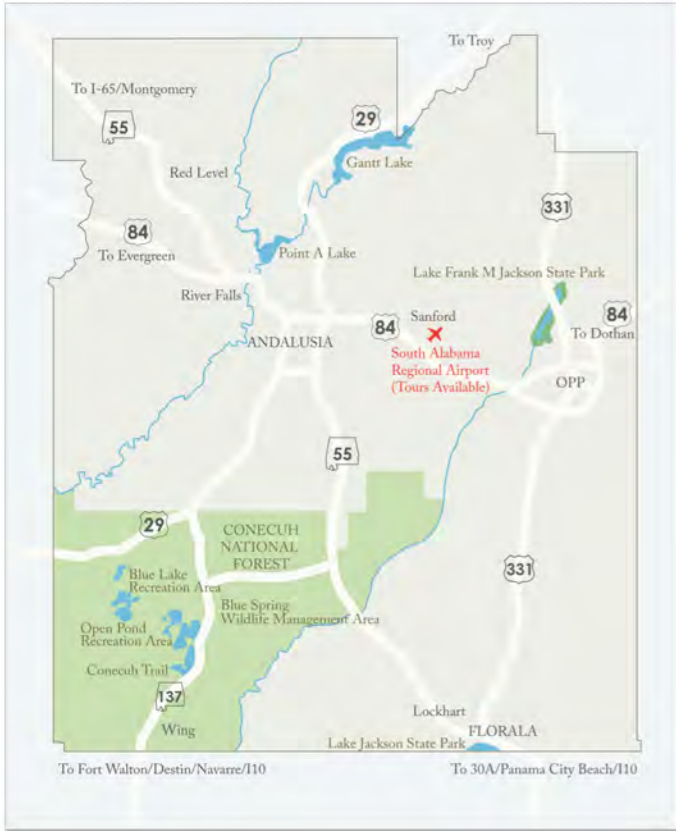 To Troy
To I-65/Montgomery
55
29
Gantt Lake
Red Level
331
84
To Evergreen
Point A Lake
Lake Frank M Jackson State Park
River Falls
84
Sanford
84
To Dothan
ANDALUSIA
South Alabama
Regional Airport
(Tours Available)
OPP
55
29
CONECUH
NATIONAL
FOREST
331
Blue Lake
Recreation Area
Blue Spring
Wildlife Management Area
Open Pond
Recreation Area
Conecuh Trail
137
Wing
Lockhart
FLORALA
Lake Jackson State Park
To Fort Walton/Destin/Navarre/I10
To 30A/Panama City Beach/I10